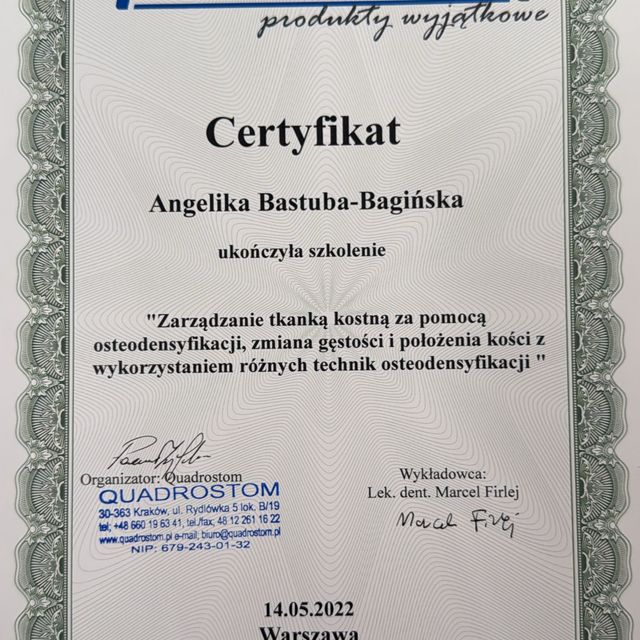 produkty wyjątkowe
Certyfikat
Angelika Bastuba-Bagińska
ukończyła szkolenie
"Zarządzanie tkanką kostną za pomocą
osteodensyfikacji, zmiana gęstości i położenia kości z
wykorzystaniem różnych technik osteodensyfikacji "
Organizator: Quadrostom
QUADROSTOM
30-363 Kraków, ul. Rydlówka 5 lok. B/19
tel; +48 660 19 63 41, tel./fax, 48 12 261 16 22
www.quadrostom.pl e-mail; biuro@quadrostom.pl
NIP: 679-243-01-32
Wykładowca:
Lek. dent. Marcel Firlej
Marcel Firlej
14.05.2022
Warszawa